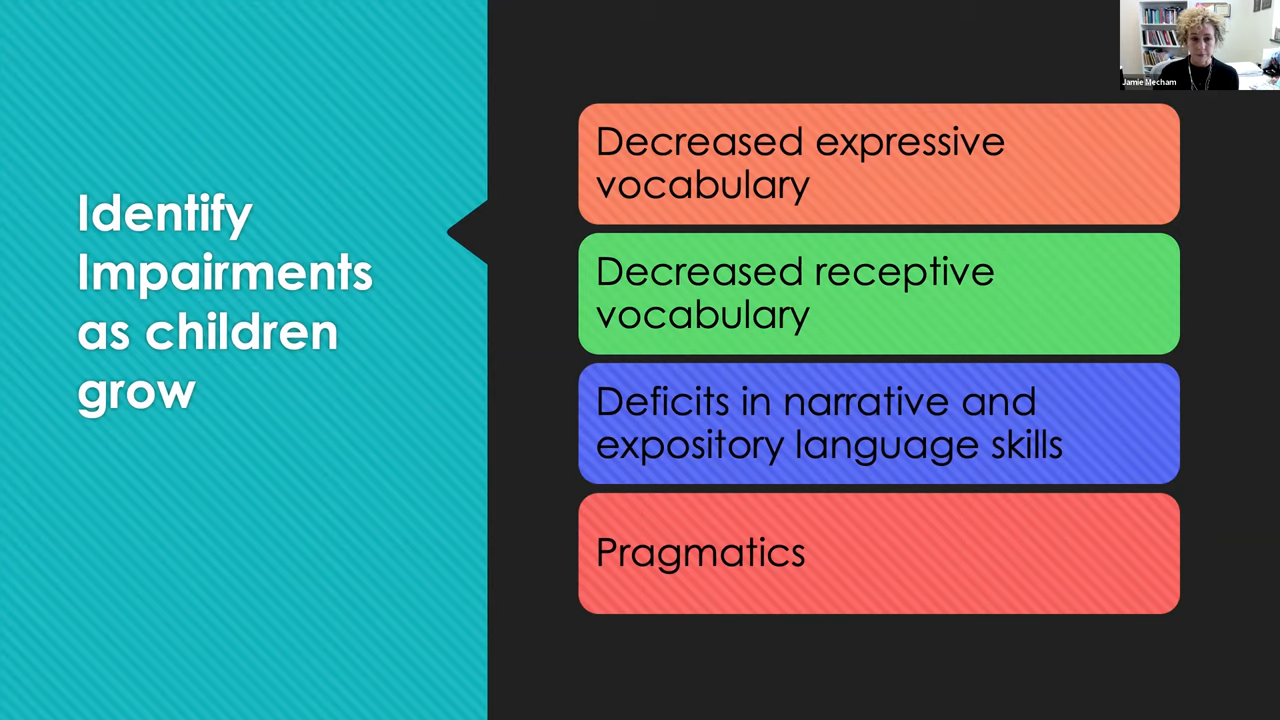 Identify
Impairments
as children
grow
Decreased expressive
vocabulary
Decreased receptive
vocabulary
Deficits in narrative and
expository language skills
Pragmatics
Jamie Mecham